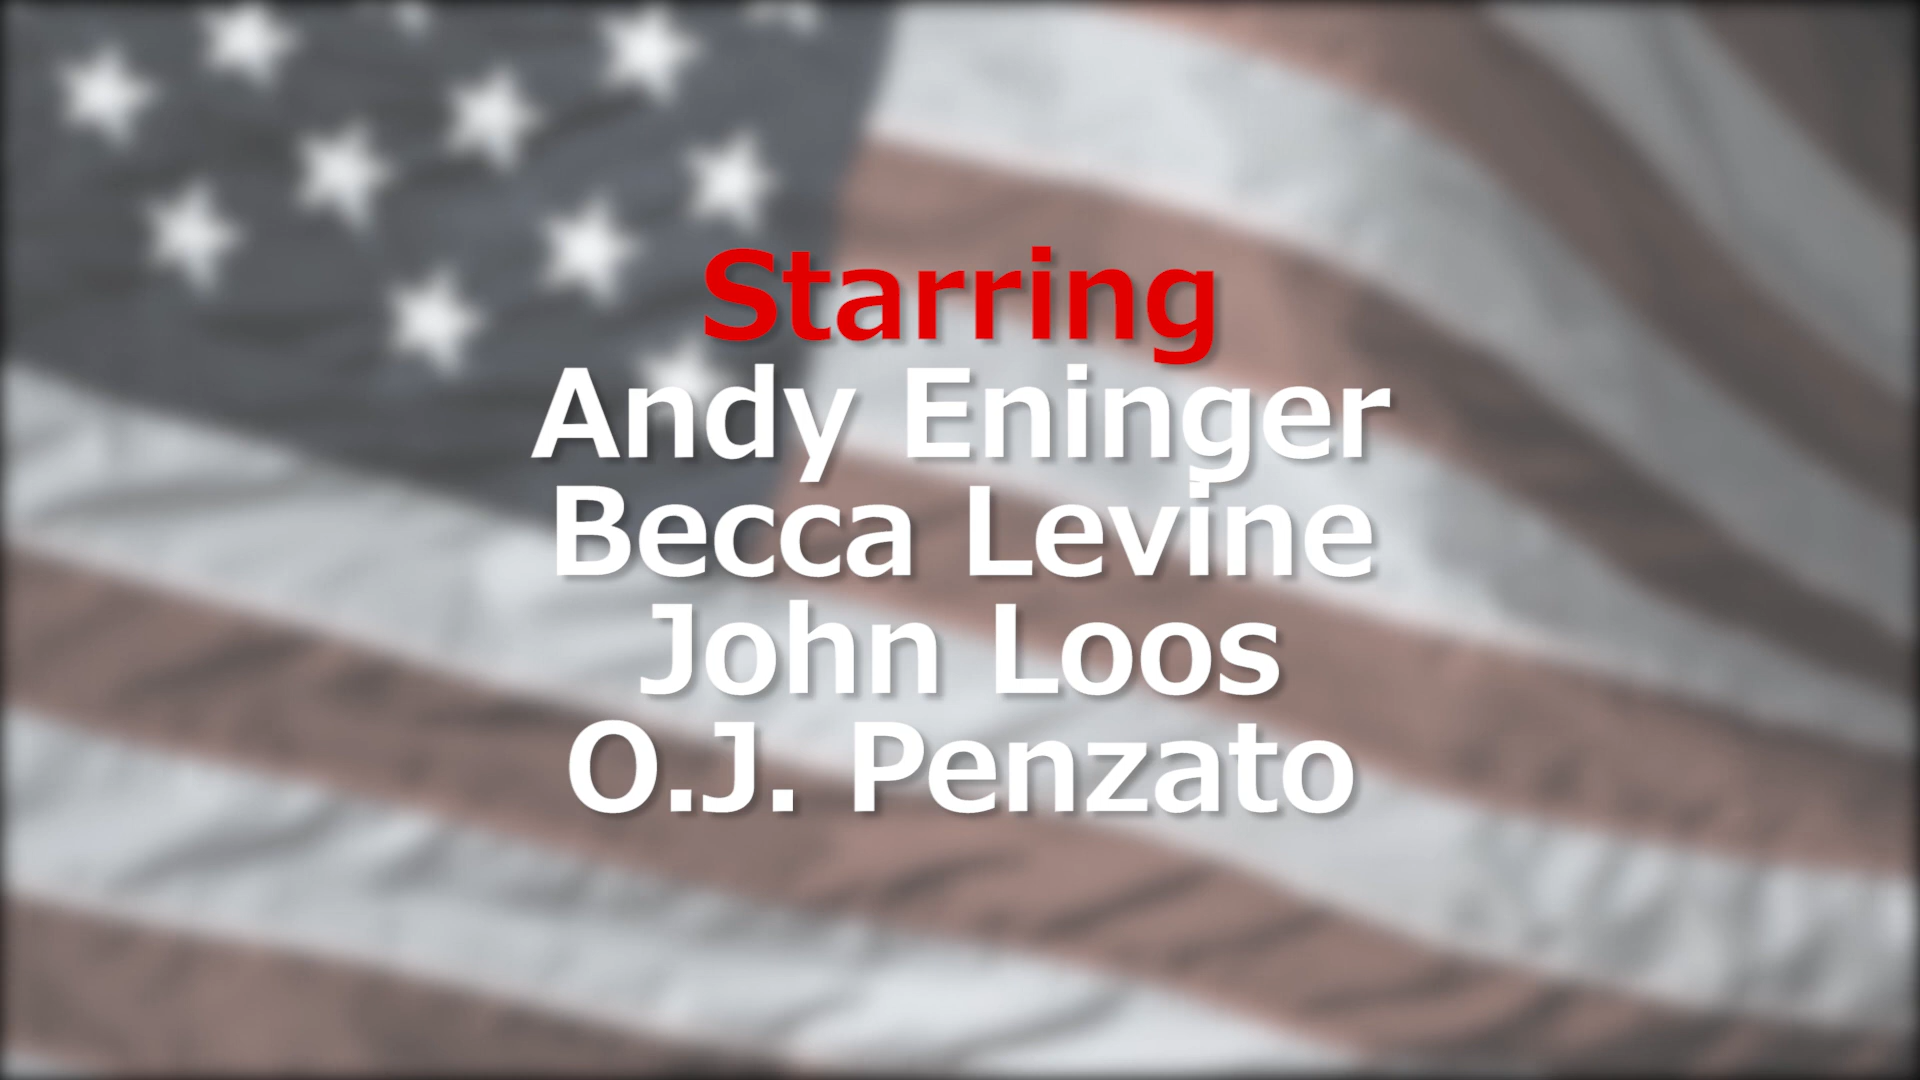 Starring
Andy Eninger
Becca Levine
John Loos
O.J. Penzato